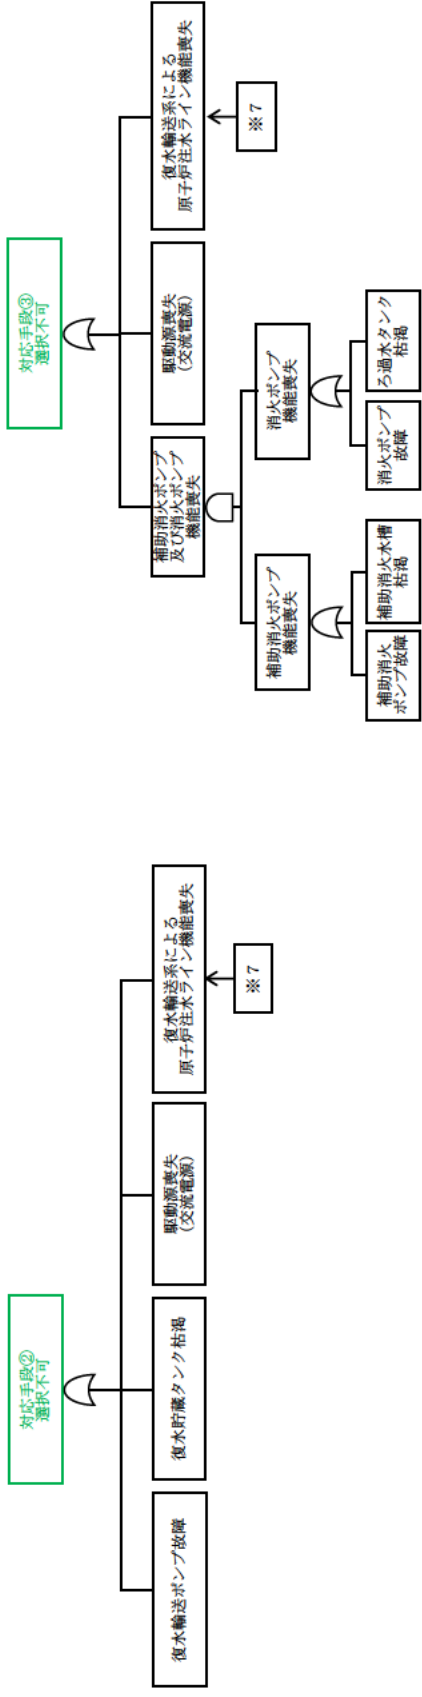 対応手段②
選択不可
復水輸送ポンプ故障
復水貯蔵タンク枯渇
駆動源喪失
(交流電源)
復水輸送系による
原子炉注水ライン機能喪失
※7
対応手段③
選択不可
補助消火ポンプ
及び消火ポンプ
機能喪失
駆動源喪失
(交流電源)
復水輸送系による
原子炉注水ライン機能喪失
※7
補助消火ポンプ
機能喪失
消火ポンプ
機能喪失
補助消火
ポンプ故障
補助消火水槽
枯渇
消火ポンプ
故障
ろ過水タンク
枯渇